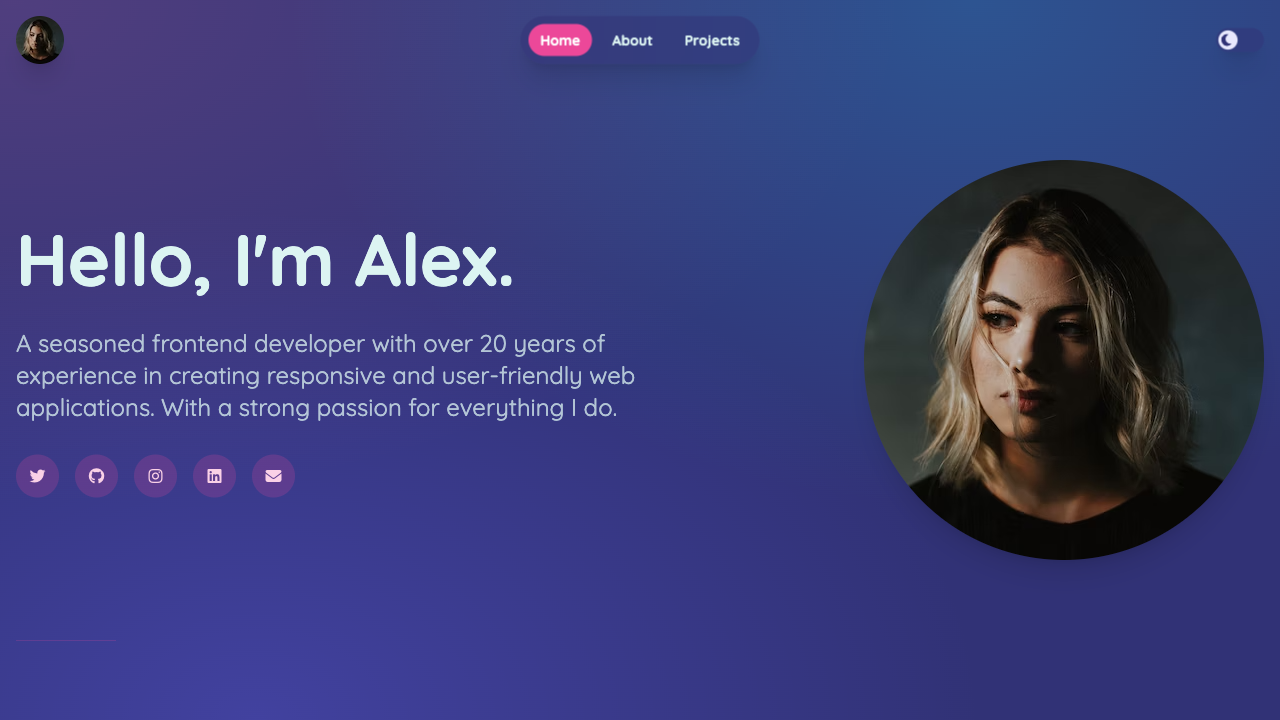 Home
About
Projects
Hello, I'm Alex.
A seasoned frontend developer with over 20 years of
experience in creating responsive and user-friendly web
applications. With a strong passion for everything I do.